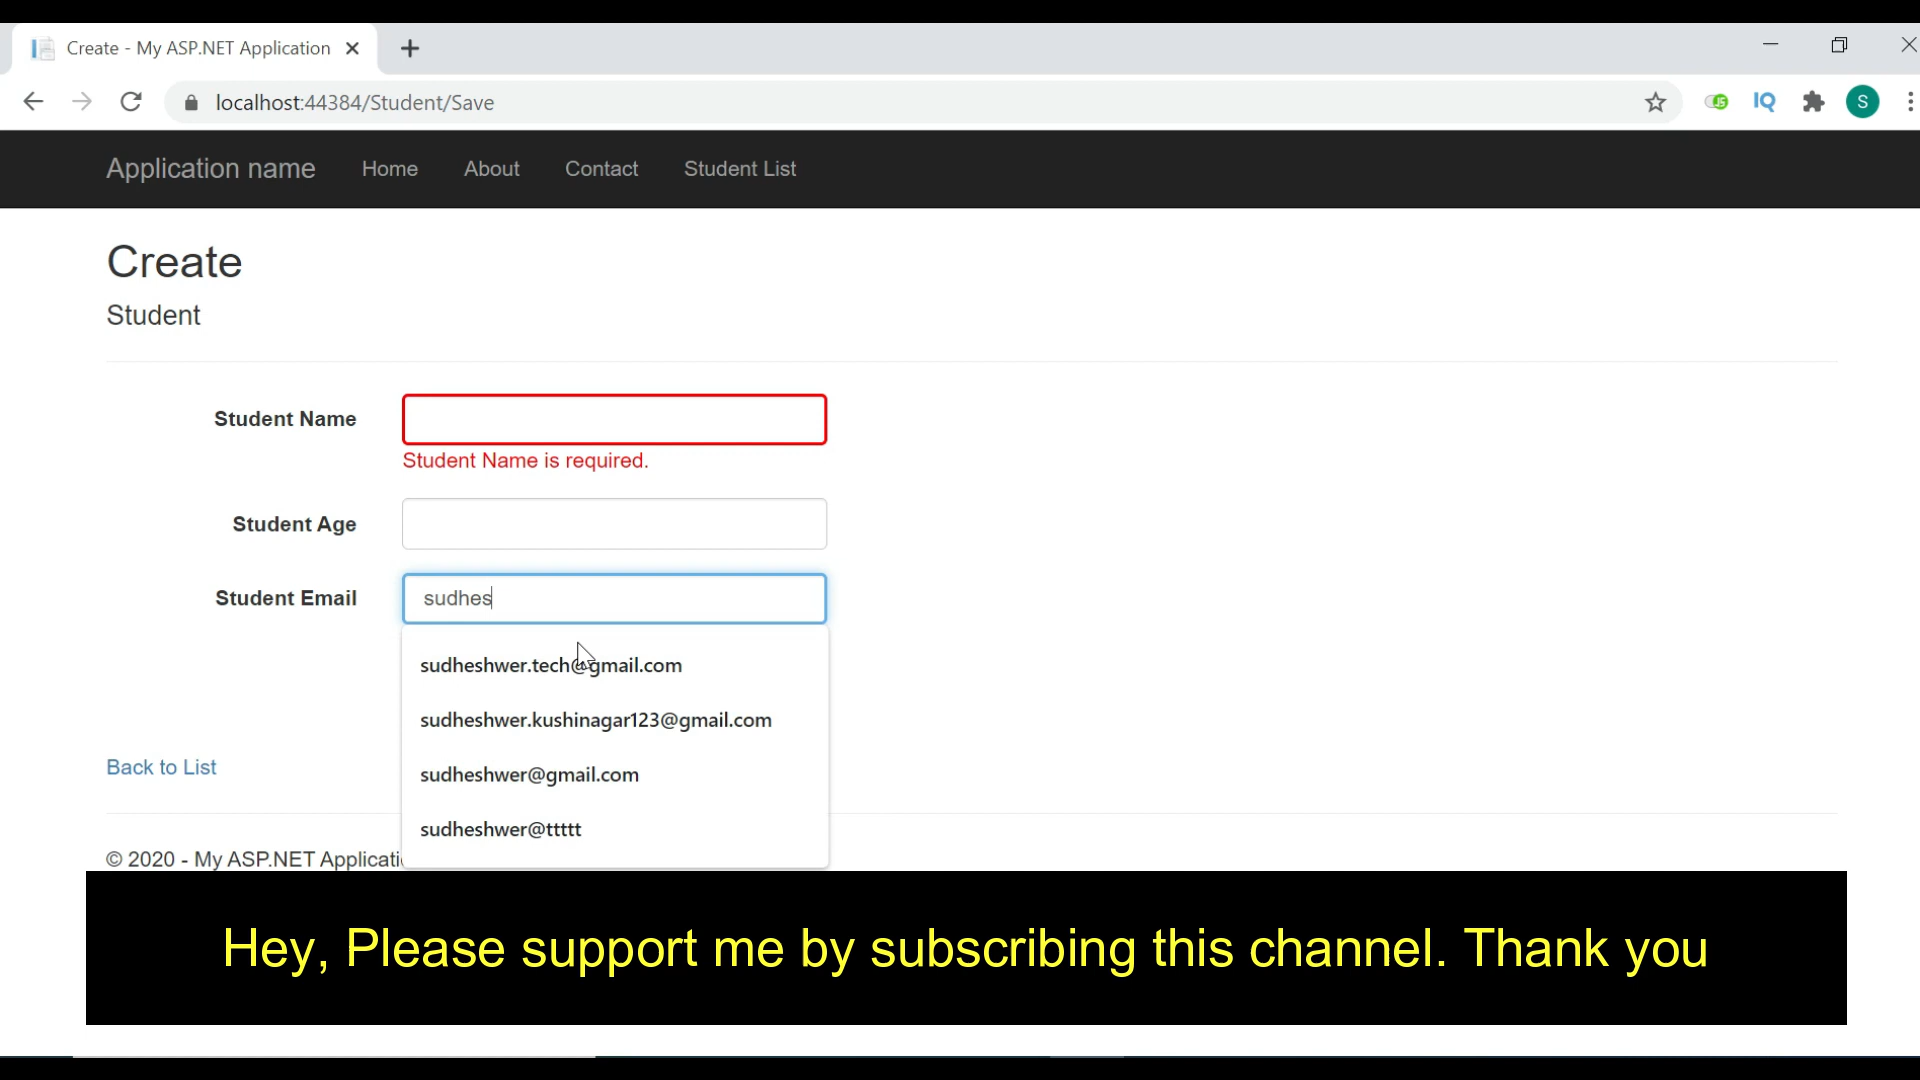 Create - My ASP.NET Application
localhost:44384/Student/Save
JS
IQ
S
Application name Home About Contact Student List
Create
Student
Student Name
Student Name is required.
Student Age
Student Email sudhes
sudheshwer.tech@gmail.com
sudheshwer.kushinagar123@gmail.com
sudheshwer@gmail.com
sudheshwer@ttttt
Back to List
© 2020 - My ASP.NET Applicati
Hey, Please support me by subscribing this channel. Thank you